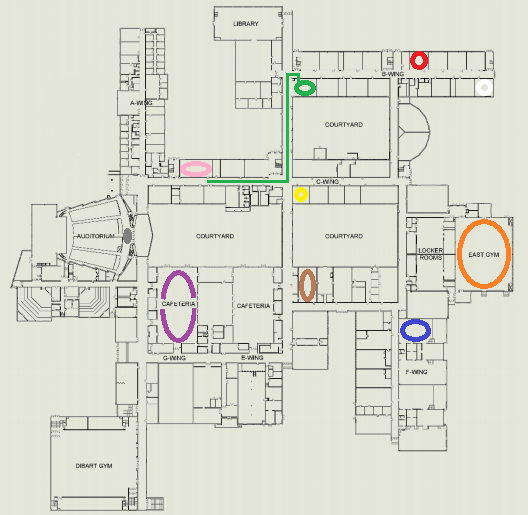 LIBRARY
B-WING
A-WING
COURTYARD
C-WING
AUDITORIUM
COURTYARD
COURTYARD
LOCKER
ROOMS
EAST GYM
CAFETERIA
CAFETERIA
G-WING
E-WING
F-WING
DIBART GYM